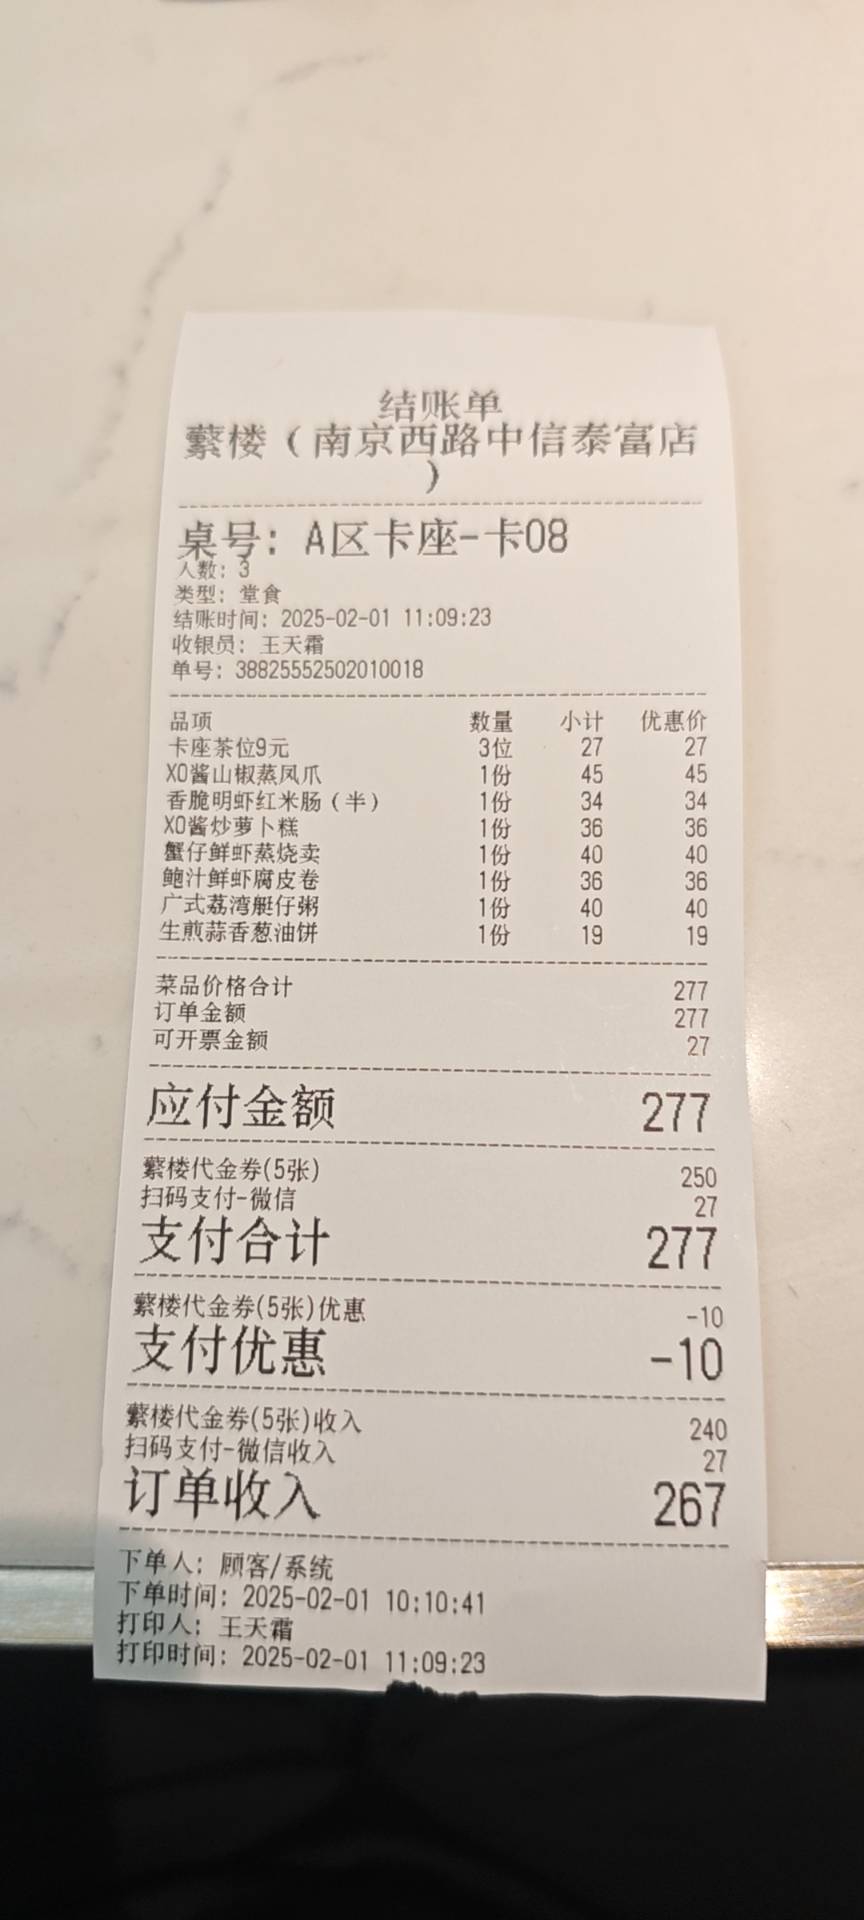 结账单
蘩楼（南京西路中信泰富店
）
桌号: A区卡座-卡08
人数: 3
类型: 堂食
结账时间: 2025-02-01 11:09:23
收银员: 王天霜
单号: 38825552502010018
品项 数量 小计 优惠价
卡座茶位9元 3位 27 27
XO酱山椒蒸凤爪 1份 45 45
香脆明虾红米肠（半） 1份 34 34
XO酱炒萝卜糕 1份 36 36
蟹仔鲜虾蒸烧卖 1份 40 40
鲍汁鲜虾腐皮卷 1份 36 36
广式荔湾艇仔粥 1份 40 40
生煎蒜香葱油饼 1份 19 19
菜品价格合计 277
订单金额 277
可开票金额 27
应付金额 277
蘩楼代金券(5张) 250
扫码支付-微信 27
支付合计 277
蘩楼代金券(5张)优惠 -10
支付优惠 -10
蘩楼代金券(5张)收入 240
扫码支付-微信收入 27
订单收入 267
下单人: 顾客/系统
下单时间: 2025-02-01 10:10:41
打印人: 王天霜
打印时间: 2025-02-01 11:09:23